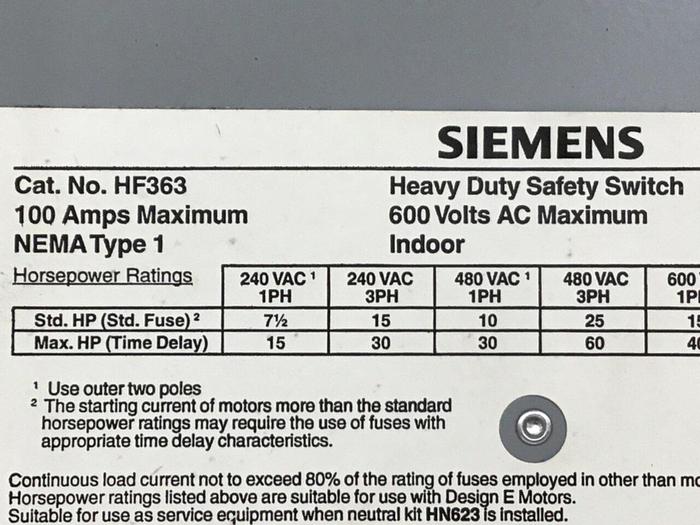 SIEMENS
Cat. No. HF363 Heavy Duty Safety Switch
100 Amps Maximum 600 Volts AC Maximum
NEMA Type 1 Indoor
Horsepower Ratings 240 VAC ¹ 240 VAC 480 VAC ¹ 480 VAC 600
1PH 3PH 1PH 3PH
Std. HP (Std. Fuse) ² 7½ 15 10 25
Max. HP (Time Delay) 15 30 30 60
¹ Use outer two poles
² The starting current of motors more than the standard
horsepower ratings may require the use of fuses with
appropriate time delay characteristics.
Continuous load current not to exceed 80% of the rating of fuses employed in other than
Horsepower ratings listed above are suitable for use with Design E Motors.
Suitable for use as service equipment when neutral kit HN623 is installed.